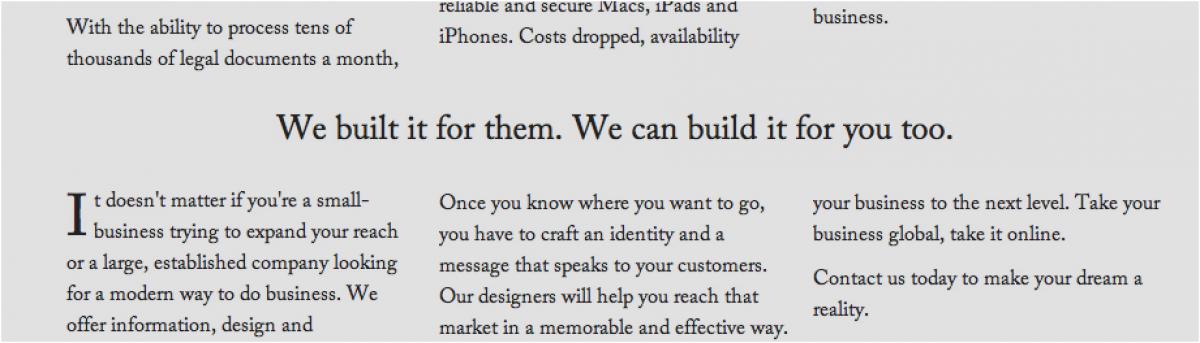 With the ability to process tens of
thousands of legal documents a month,
reliable and secure Macs, iPads and
iPhones. Costs dropped, availability
business.
We built it for them. We can build it for you too.
It doesn't matter if you're a small-
business trying to expand your reach
or a large, established company looking
for a modern way to do business. We
offer information, design and
Once you know where you want to go,
you have to craft an identity and a
message that speaks to your customers.
Our designers will help you reach that
market in a memorable and effective way.
your business to the next level. Take your
business global, take it online.
Contact us today to make your dream a
reality.